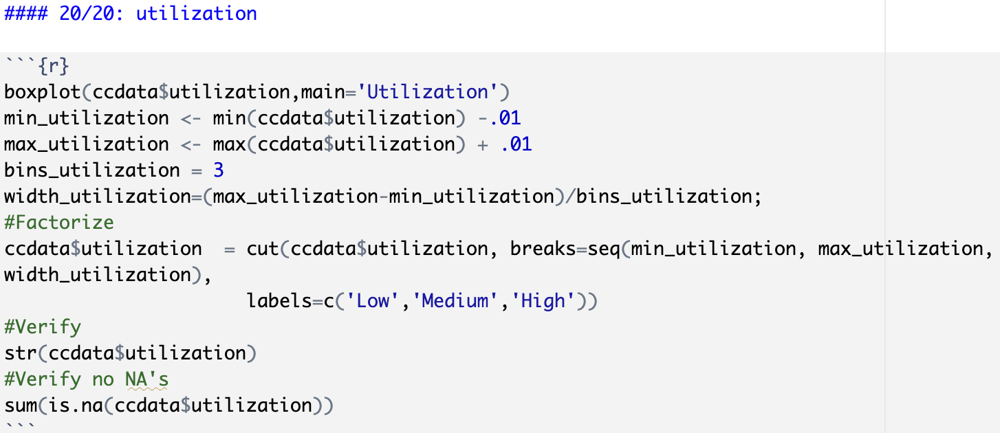 #### 20/20: utilization
```{r}
boxplot(ccdata$utilization,main='Utilization')
min_utilization <- min(ccdata$utilization) -.01
max_utilization <- max(ccdata$utilization) + .01
bins_utilization = 3
width_utilization=(max_utilization-min_utilization)/bins_utilization;
#Factorize
ccdata$utilization  = cut(ccdata$utilization, breaks=seq(min_utilization, max_utilization,
width_utilization),
                      labels=c('Low','Medium','High'))
#Verify
str(ccdata$utilization)
#Verify no NA's
sum(is.na(ccdata$utilization))
```